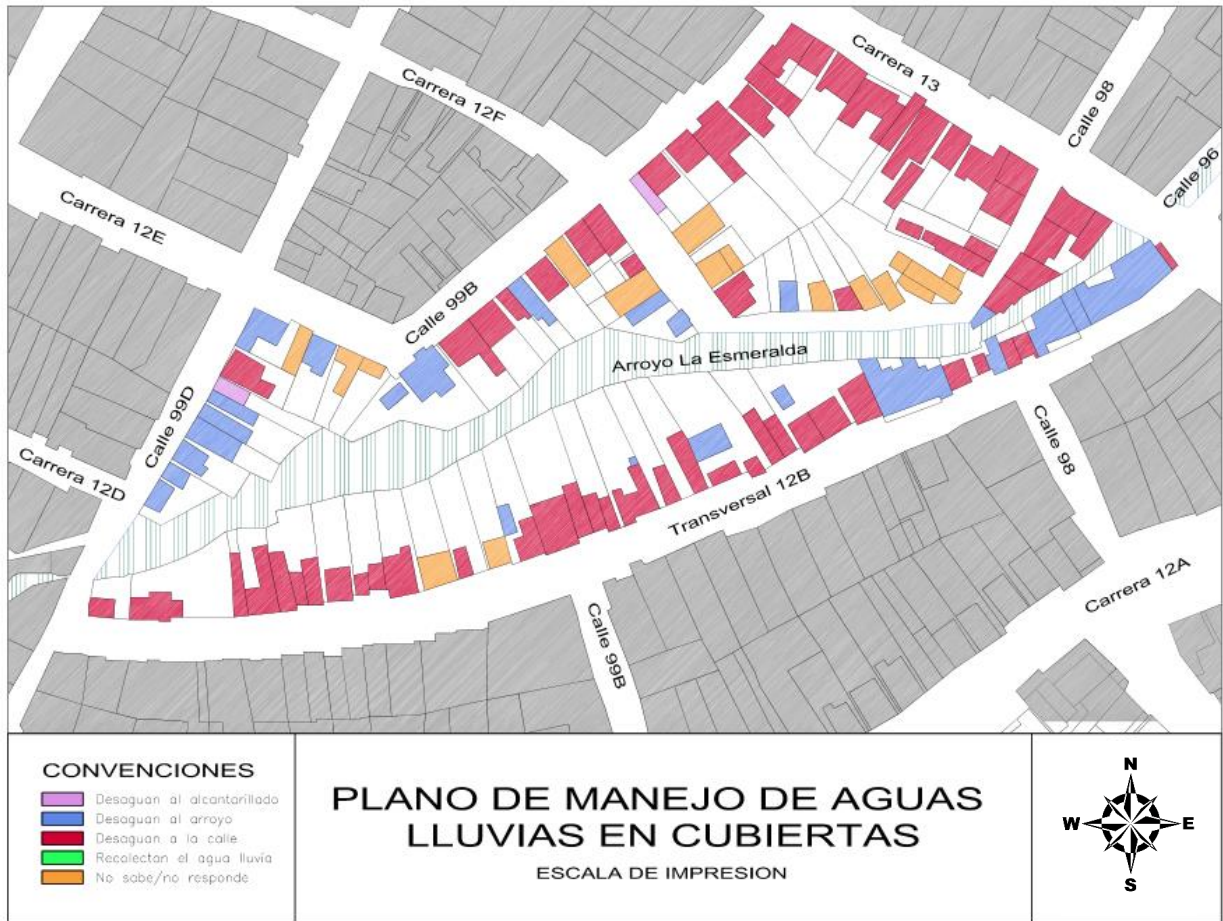 Carrera 13
Calle 98
Calle 96
Carrera 12F
Carrera 12E
Calle 99B
Arroyo La Esmeralda
Calle 99D
Carrera 12D
Transversal 12B
Calle 98
Carrera 12A
Calle 99B
CONVENCIONES
Desaguan al alcantarillado
Desaguan al arroyo
Desaguan a la calle
Recolectan el agua lluvia
No sabe/no responde
PLANO DE MANEJO DE AGUAS
LLUVIAS EN CUBIERTAS
ESCALA DE IMPRESION
N
W E
S